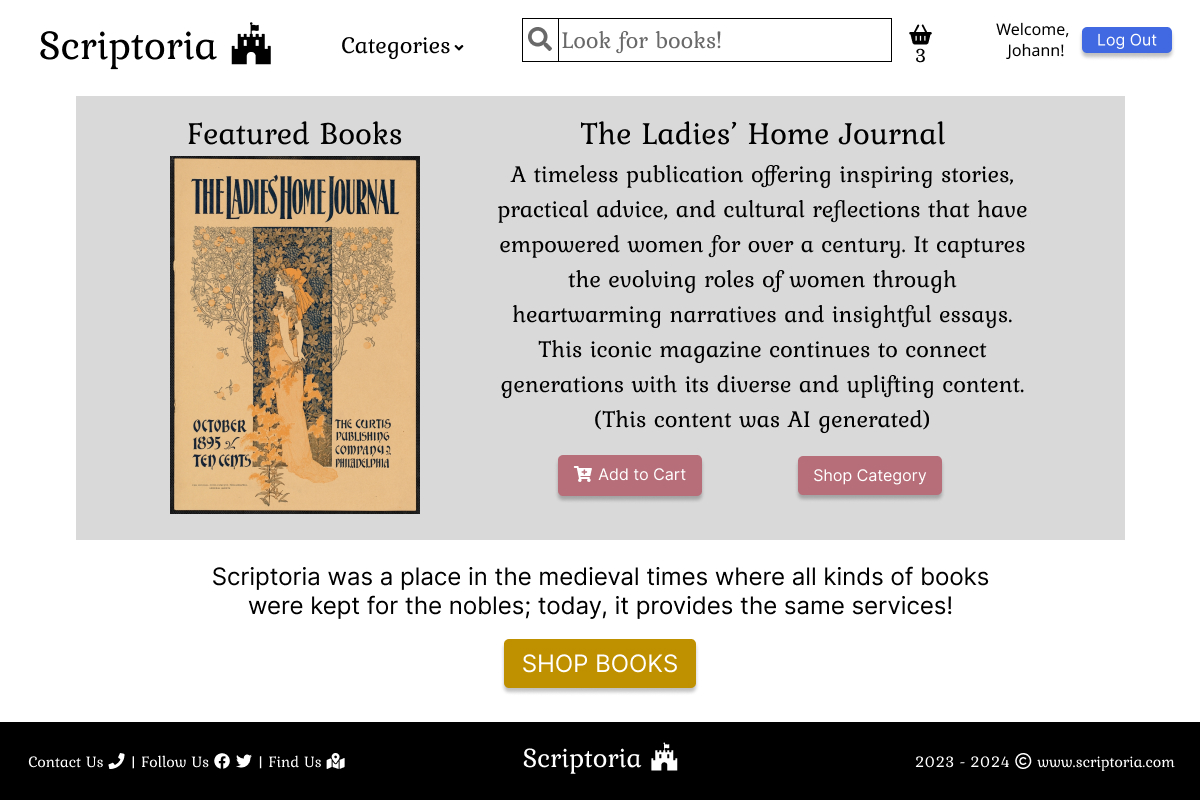 Scriptoria
Categories
Look for books!
3
Welcome,
Johann!
Log Out
Featured Books
THE LADIES' HOME JOURNAL
OCTOBER
1895
TEN CENTS
THE CURTIS
PUBLISHING
COMPANY
PHILADELPHIA
The Ladies’ Home Journal
A timeless publication offering inspiring stories,
practical advice, and cultural reflections that have
empowered women for over a century. It captures
the evolving roles of women through
heartwarming narratives and insightful essays.
This iconic magazine continues to connect
generations with its diverse and uplifting content.
(This content was AI generated)
Add to Cart
Shop Category
Scriptoria was a place in the medieval times where all kinds of books
were kept for the nobles; today, it provides the same services!
SHOP BOOKS
Contact Us | Follow Us | Find Us
Scriptoria
2023 - 2024 © www.scriptoria.com